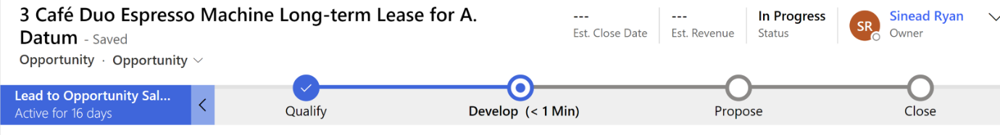 3 Café Duo Espresso Machine Long-term Lease for A.
Datum - Saved
Opportunity · Opportunity
---
Est. Close Date
---
Est. Revenue
In Progress
Status
SR
Sinead Ryan
Owner
Lead to Opportunity Sal...
Active for 16 days
Qualify
Develop (< 1 Min)
Propose
Close